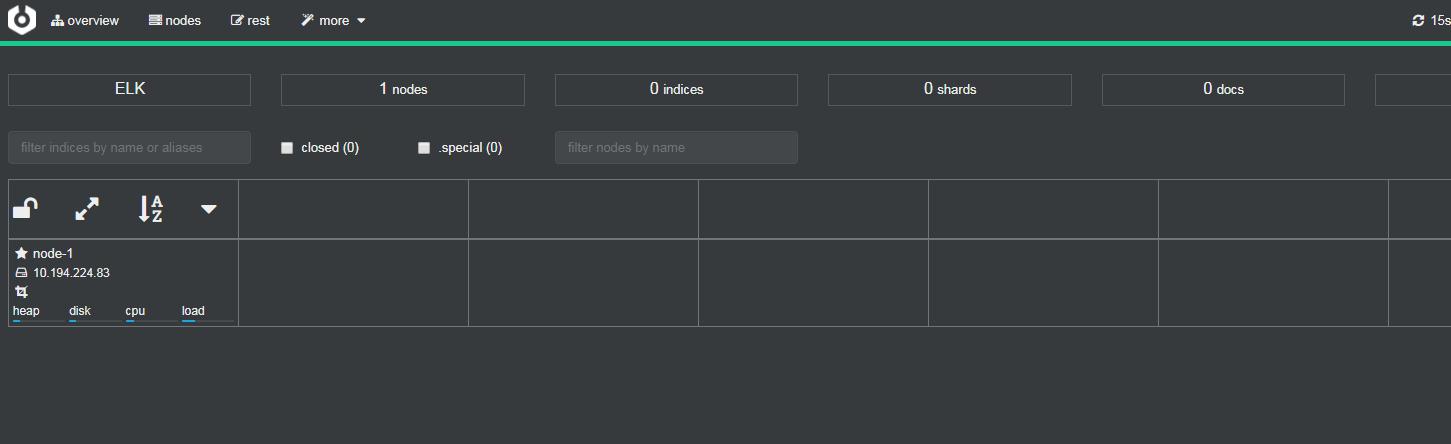 overview nodes rest more 15s
ELK 1 nodes 0 indices 0 shards 0 docs
filter indices by name or aliases closed (0) .special (0) filter nodes by name
A
Z
node-1
10.194.224.83
heap disk cpu load